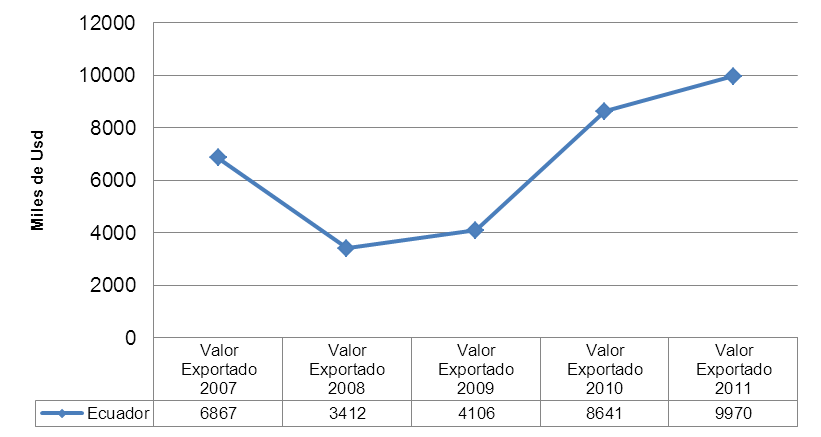 12000
10000
8000
6000
4000
2000
0
Miles de Usd
Valor Exportado 2007
Valor Exportado 2008
Valor Exportado 2009
Valor Exportado 2010
Valor Exportado 2011
Ecuador 6867 3412 4106 8641 9970